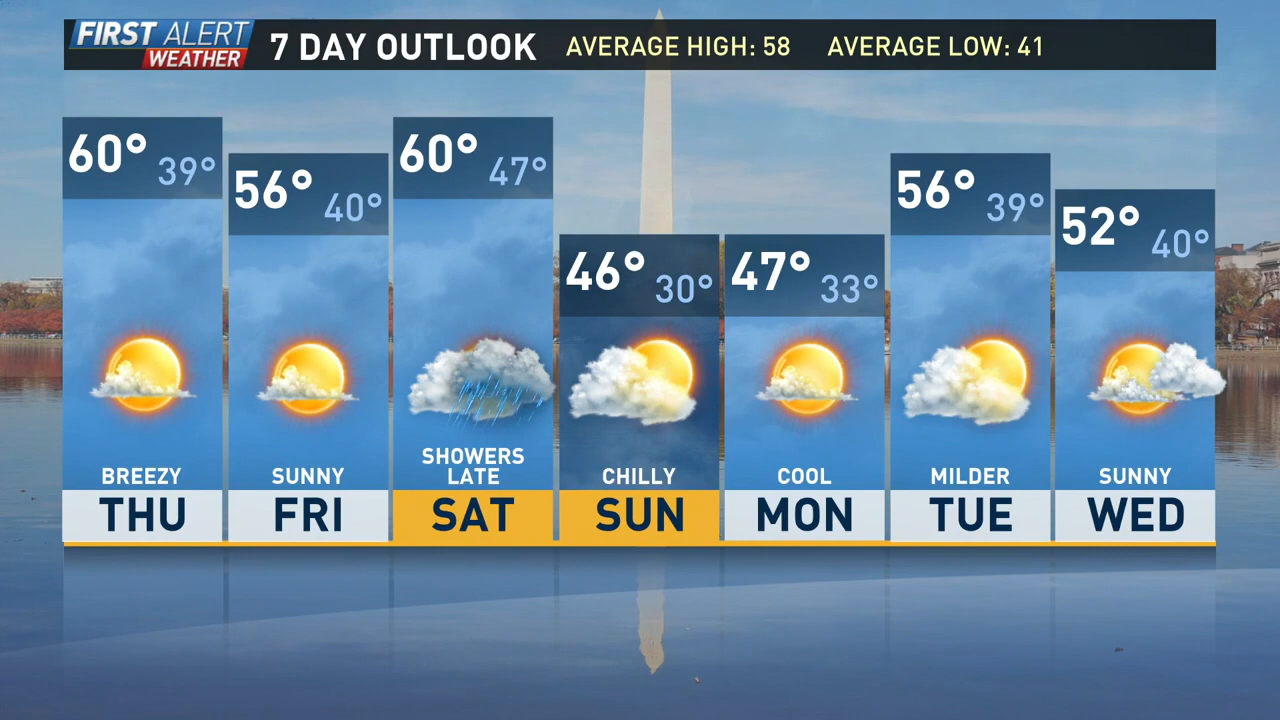 FIRST ALERT
WEATHER
7 DAY OUTLOOK AVERAGE HIGH: 58 AVERAGE LOW: 41
60° 39°
BREEZY
THU
56° 40°
SUNNY
FRI
60° 47°
SHOWERS
LATE
SAT
46° 30°
CHILLY
SUN
47° 33°
COOL
MON
56° 39°
MILDER
TUE
52° 40°
SUNNY
WED